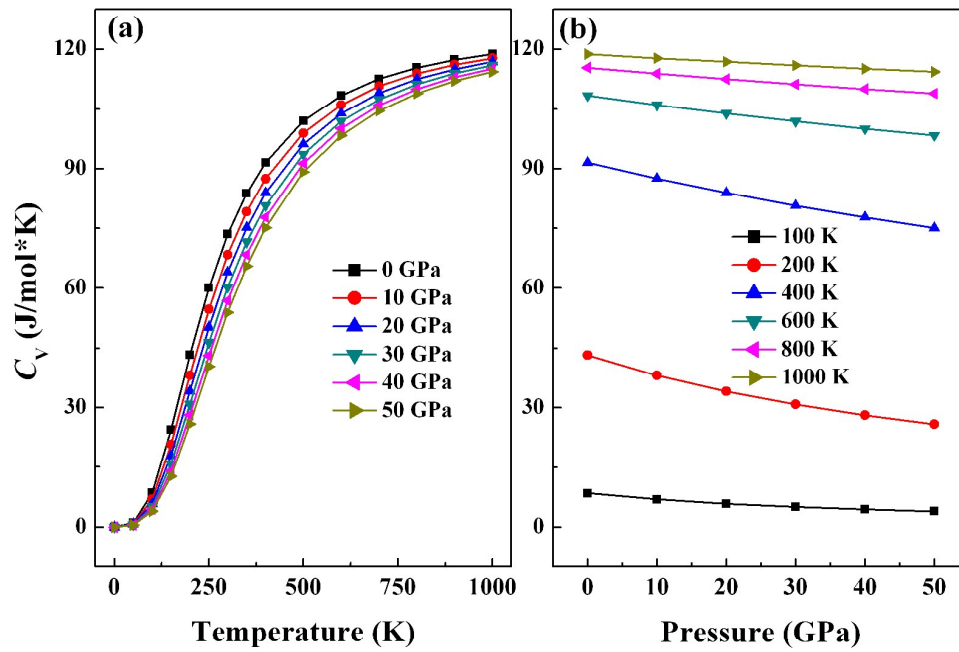 (a)
(b)
120
90
60
30
0
C_V (J/mol*K)
0 GPa
10 GPa
20 GPa
30 GPa
40 GPa
50 GPa
0 250 500 750 1000
Temperature (K)
120
90
60
30
0
100 K
200 K
400 K
600 K
800 K
1000 K
0 10 20 30 40 50
Pressure (GPa)